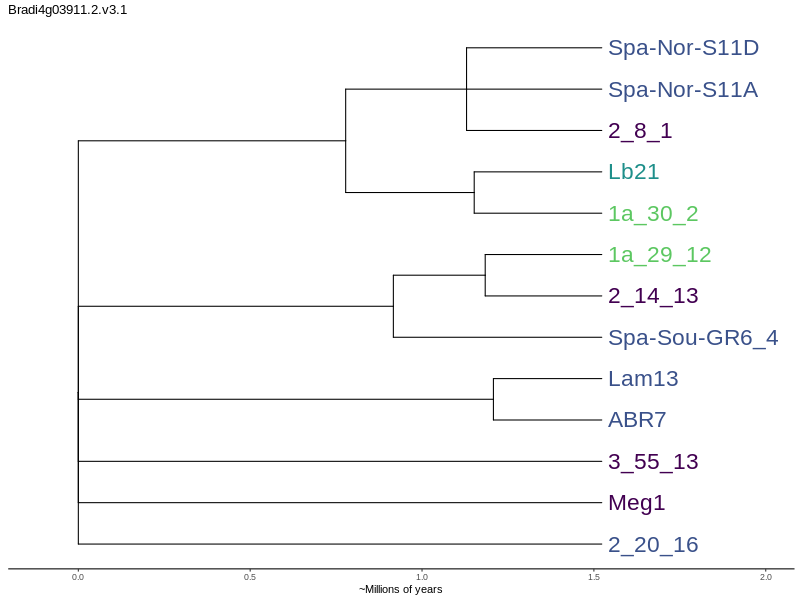 Bradi4g03911.2.v3.1
Spa-Nor-S11D
Spa-Nor-S11A
2_8_1
Lb21
1a_30_2
1a_29_12
2_14_13
Spa-Sou-GR6_4
Lam13
ABR7
3_55_13
Meg1
2_20_16
0.0 0.5 1.0 1.5 2.0
~Millions of years